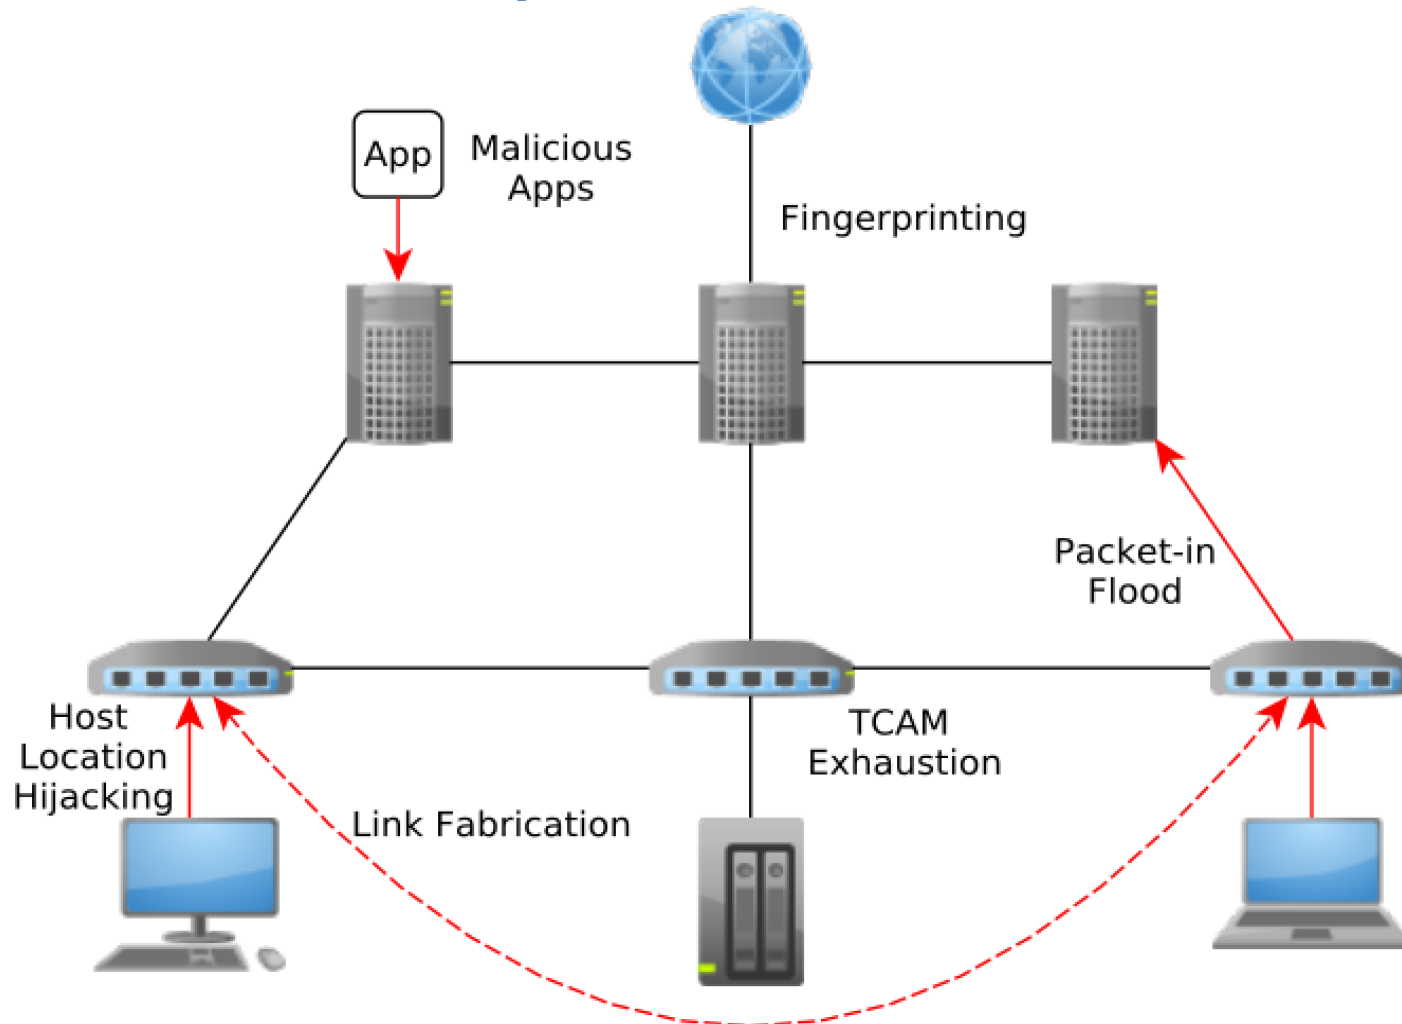 App
Malicious
Apps
Fingerprinting
Packet-in
Flood
Host
Location
Hijacking
TCAM
Exhaustion
Link Fabrication